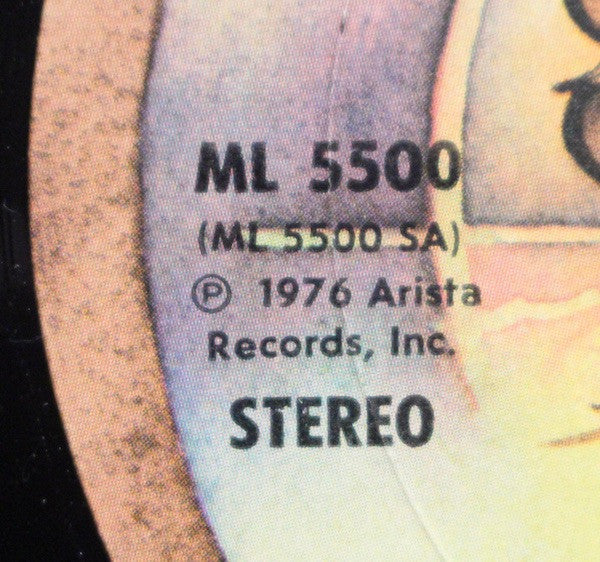 ML 5500
(ML 5500 SA)
℗ 1976 Arista
Records, Inc.
STEREO